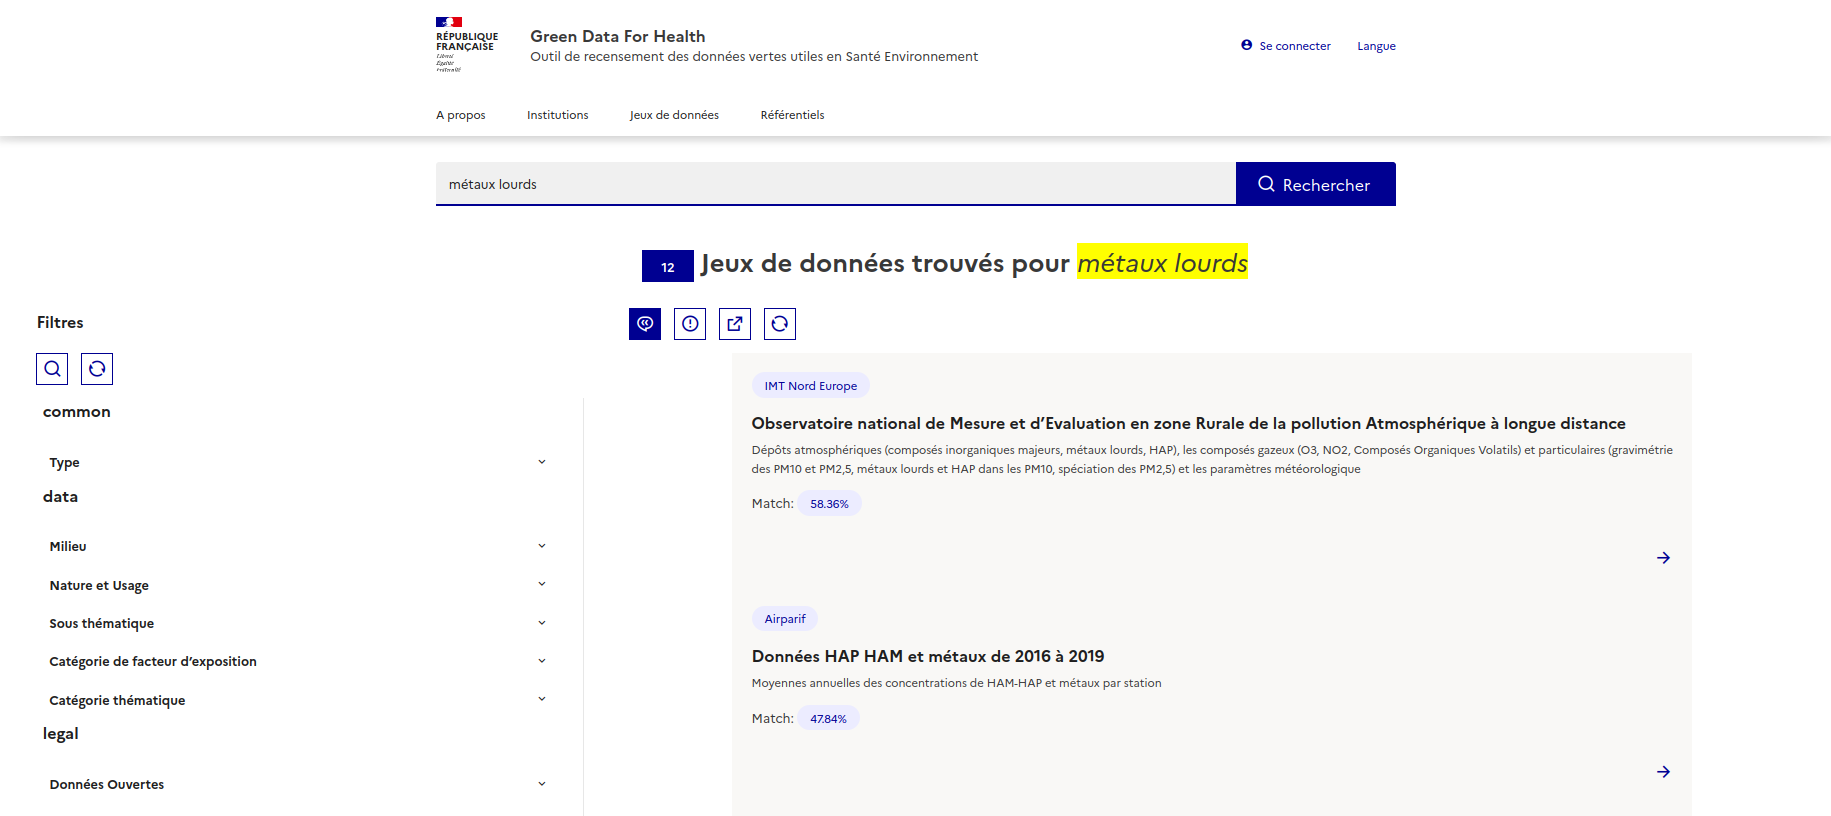 RÉPUBLIQUE
FRANÇAISE
Liberté
Égalité
Fraternité
Green Data For Health
Outil de recensement des données vertes utiles en Santé Environnement
Se connecter
Langue
A propos
Institutions
Jeux de données
Référentiels
métaux lourds
Rechercher
12 Jeux de données trouvés pour métaux lourds
Filtres
common
Type
data
Milieu
Nature et Usage
Sous thématique
Catégorie de facteur d’exposition
Catégorie thématique
legal
Données Ouvertes
IMT Nord Europe
Observatoire national de Mesure et d’Evaluation en zone Rurale de la pollution Atmosphérique à longue distance
Dépôts atmosphériques (composés inorganiques majeurs, métaux lourds, HAP), les composés gazeux (O3, NO2, Composés Organiques Volatils) et particulaires (gravimétrie
des PM10 et PM2,5, métaux lourds et HAP dans les PM10, spéciation des PM2,5) et les paramètres météorologique
Match: 58.36%
Airparif
Données HAP HAM et métaux de 2016 à 2019
Moyennes annuelles des concentrations de HAM-HAP et métaux par station
Match: 47.84%